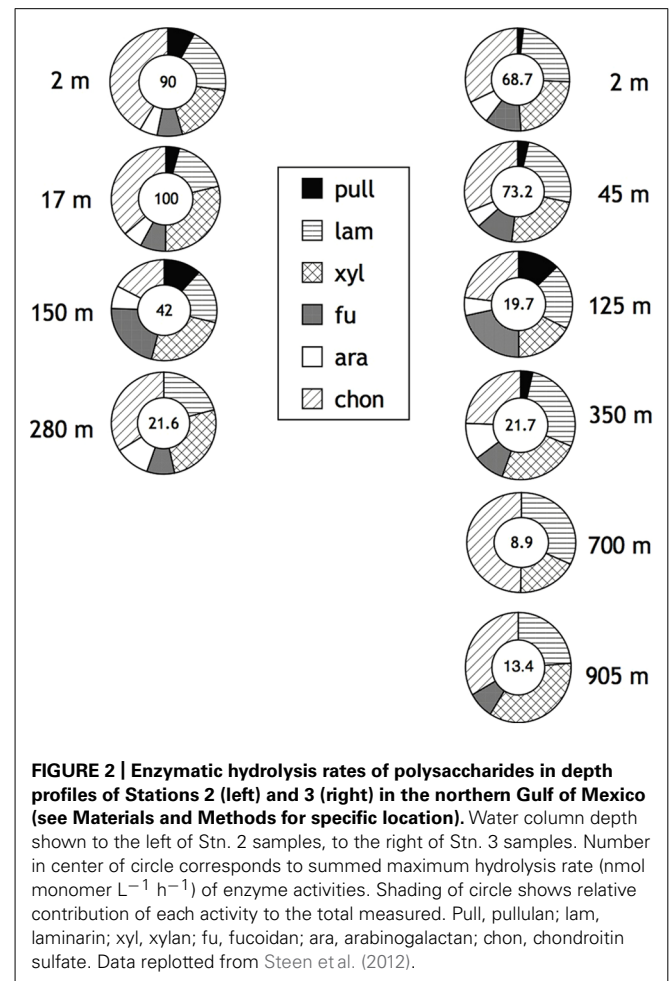 2 m
90
17 m
100
150 m
42
280 m
21.6
pull
lam
xyl
fu
ara
chon
68.7
2 m
73.2
45 m
19.7
125 m
21.7
350 m
8.9
700 m
13.4
905 m
FIGURE 2 | Enzymatic hydrolysis rates of polysaccharides in depth
profiles of Stations 2 (left) and 3 (right) in the northern Gulf of Mexico
(see Materials and Methods for specific location). Water column depth
shown to the left of Stn. 2 samples, to the right of Stn. 3 samples. Number
in center of circle corresponds to summed maximum hydrolysis rate (nmol
monomer L−1 h−1) of enzyme activities. Shading of circle shows relative
contribution of each activity to the total measured. Pull, pullulan; lam,
laminarin; xyl, xylan; fu, fucoidan; ara, arabinogalactan; chon, chondroitin
sulfate. Data replotted from Steen et al. (2012).